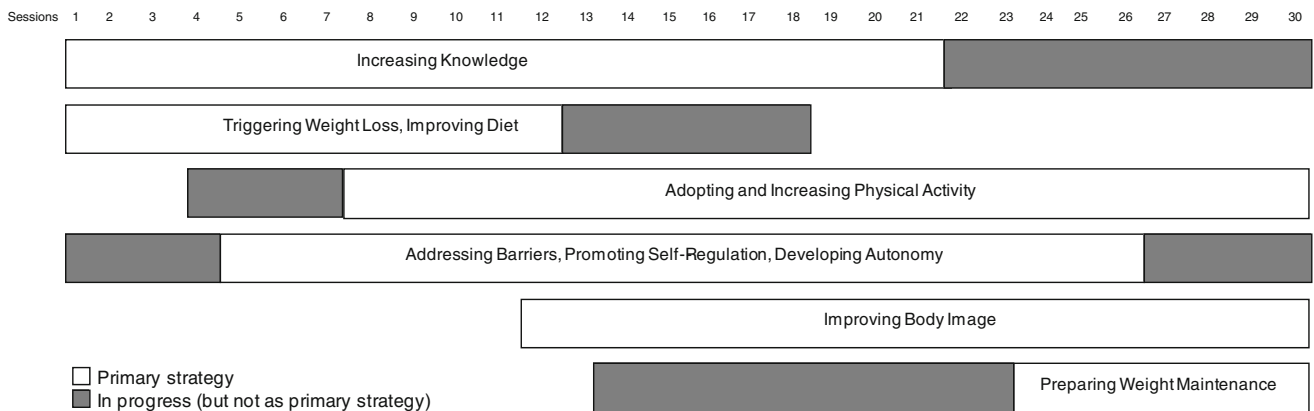 Sessions 1 2 3 4 5 6 7 8 9 10 11 12 13 14 15 16 17 18 19 20 21 22 23 24 25 26 27 28 29 30
Increasing Knowledge
Triggering Weight Loss, Improving Diet
Adopting and Increasing Physical Activity
Addressing Barriers, Promoting Self-Regulation, Developing Autonomy
Improving Body Image
Preparing Weight Maintenance
Primary strategy
In progress (but not as primary strategy)